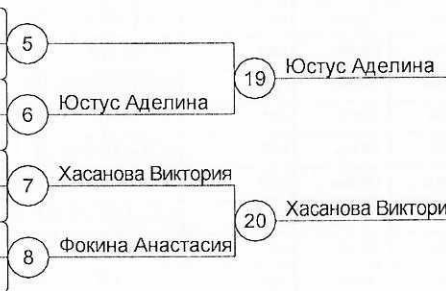 5
19 Юстус Аделина
6 Юстус Аделина
7 Хасанова Виктория
20 Хасанова Виктори
8 Фокина Анастасия